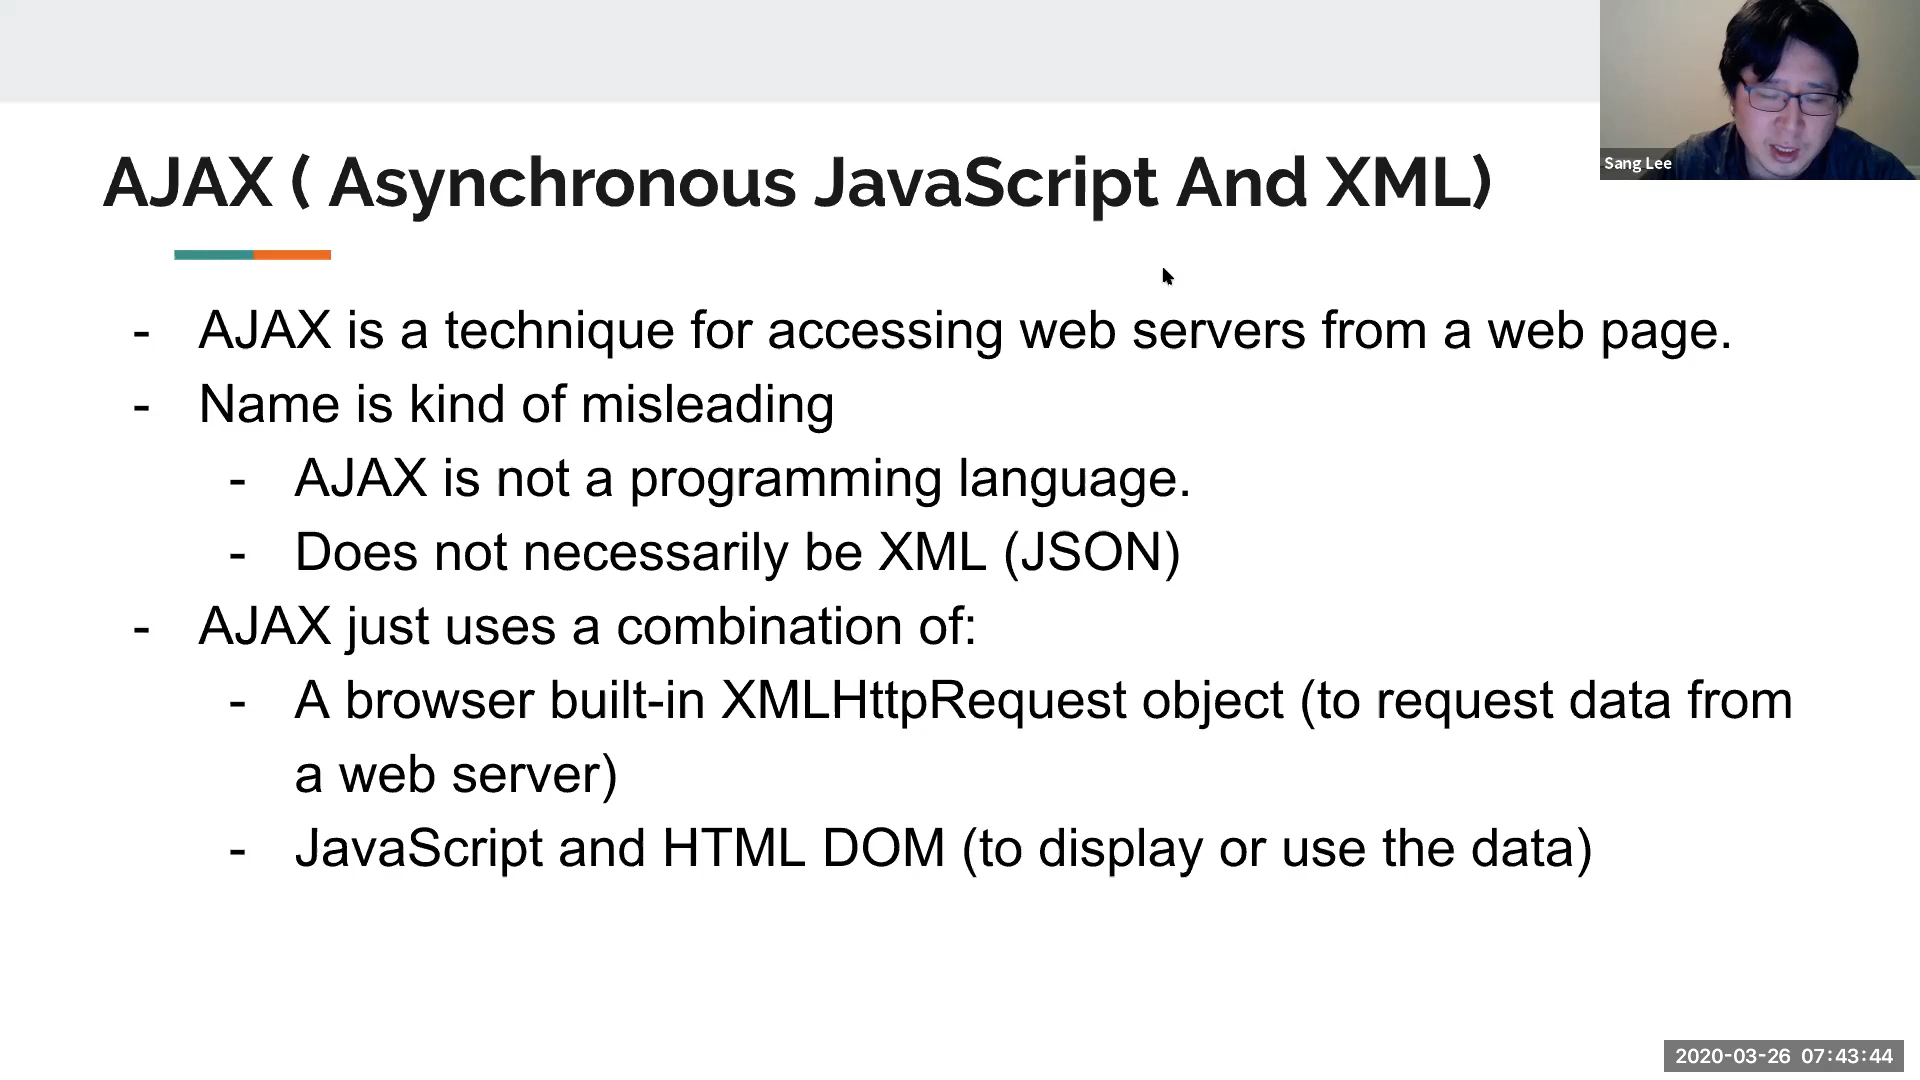 Sang Lee
AJAX ( Asynchronous JavaScript And XML)
- AJAX is a technique for accessing web servers from a web page.
- Name is kind of misleading
- AJAX is not a programming language.
- Does not necessarily be XML (JSON)
- AJAX just uses a combination of:
- A browser built-in XMLHttpRequest object (to request data from
a web server)
- JavaScript and HTML DOM (to display or use the data)
2020-03-26 07:43:44